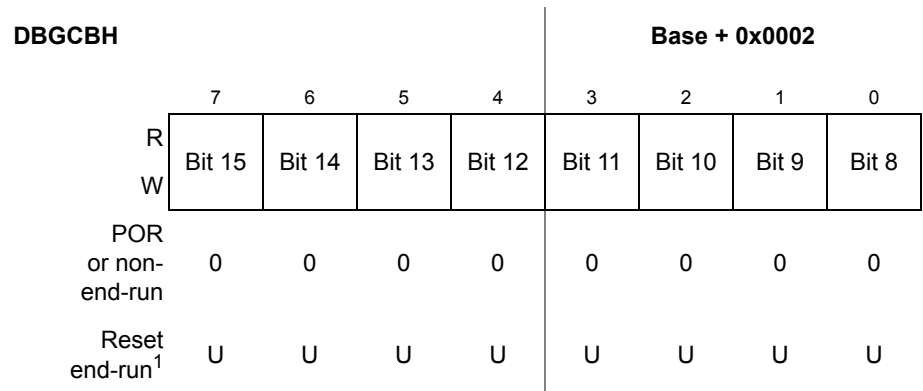 DBGCBH Base + 0x0002
7 6 5 4 3 2 1 0
R
W
Bit 15 Bit 14 Bit 13 Bit 12 Bit 11 Bit 10 Bit 9 Bit 8
POR
or non-
end-run
0 0 0 0 0 0 0 0
Reset
end-run1
U U U U U U U U